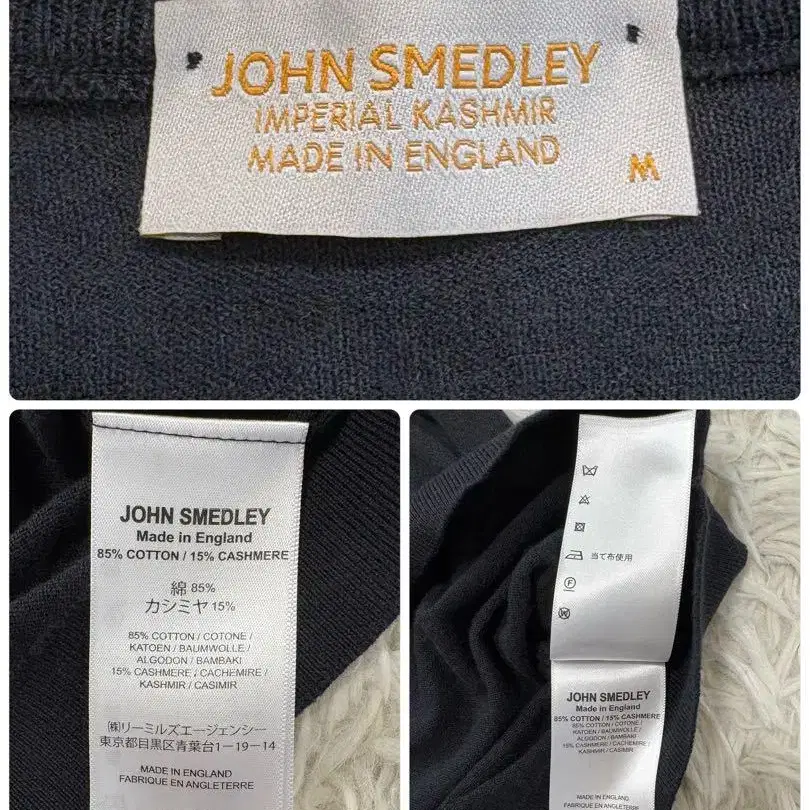 JOHN SMEDLEY
IMPERIAL KASHMIR
MADE IN ENGLAND
M
JOHN SMEDLEY
Made in England
85% COTTON / 15% CASHMERE
綿 85%
カシミヤ 15%
85% COTTON / COTONE /
KATOEN / BAUMWOLLE /
ALGODON / BAMBAKI
15% CASHMERE / CACHEMIRE /
KASHMIR / CASIMIR
㈱リーミルズエージェンシー
東京都目黒区青葉台1-19-14
MADE IN ENGLAND
FABRIQUE EN ANGLETERRE
当て布使用
JOHN SMEDLEY
Made in England
85% COTTON / 15% CASHMERE
85% COTTON / COTONE /
KATOEN / BAUMWOLLE /
ALGODON / BAMBAKI
15% CASHMERE / CACHEMIRE /
KASHMIR / CASIMIR
MADE IN ENGLAND
FABRIQUE EN ANGLETERRE